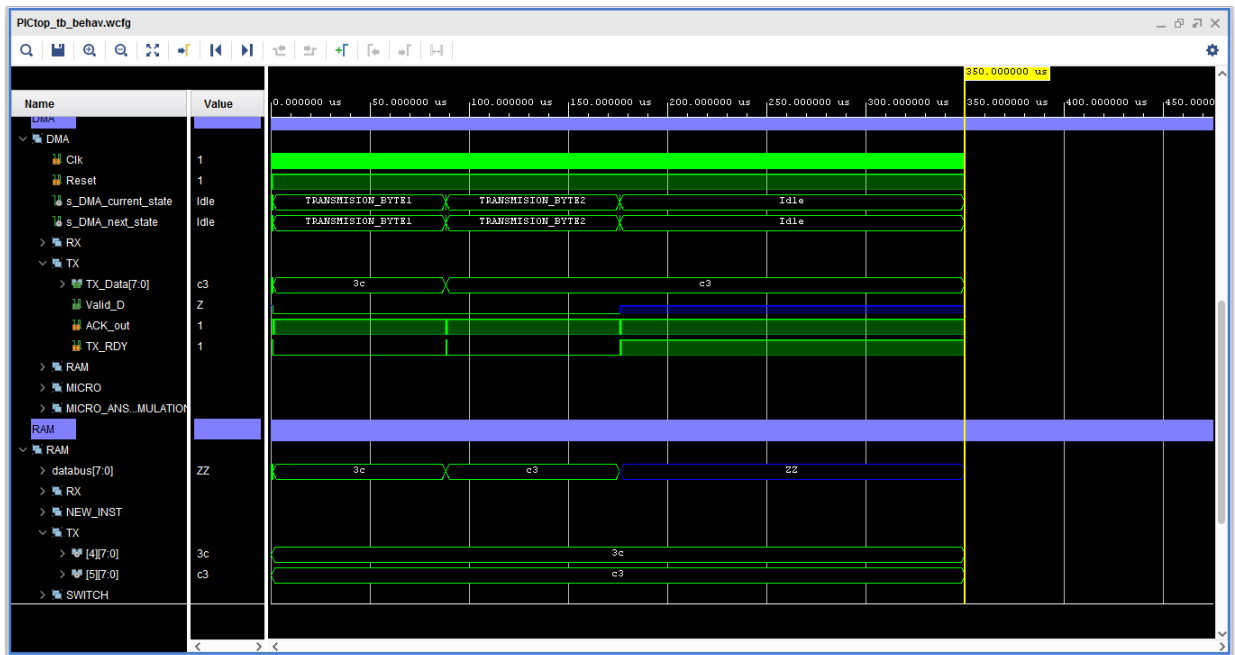 PICtop_tb_behav.wcfg
350.000000 us
Name Value 0.000000 us 50.000000 us 100.000000 us 150.000000 us 200.000000 us 250.000000 us 300.000000 us 350.000000 us 400.000000 us 450.0000
DMA
DMA
Clk 1
Reset 1
s_DMA_current_state Idle TRANSMISION_BYTE1 TRANSMISION_BYTE2 Idle
s_DMA_next_state Idle TRANSMISION_BYTE1 TRANSMISION_BYTE2 Idle
RX
TX
TX_Data[7:0] c3 3c c3
Valid_D Z
ACK_out 1
TX_RDY 1
RAM
MICRO
MICRO_ANS...MULATION
RAM
RAM
databus[7:0] ZZ 3c c3 ZZ
RX
NEW_INST
TX
[4][7:0] 3c 3c
[5][7:0] c3 c3
SWITCH